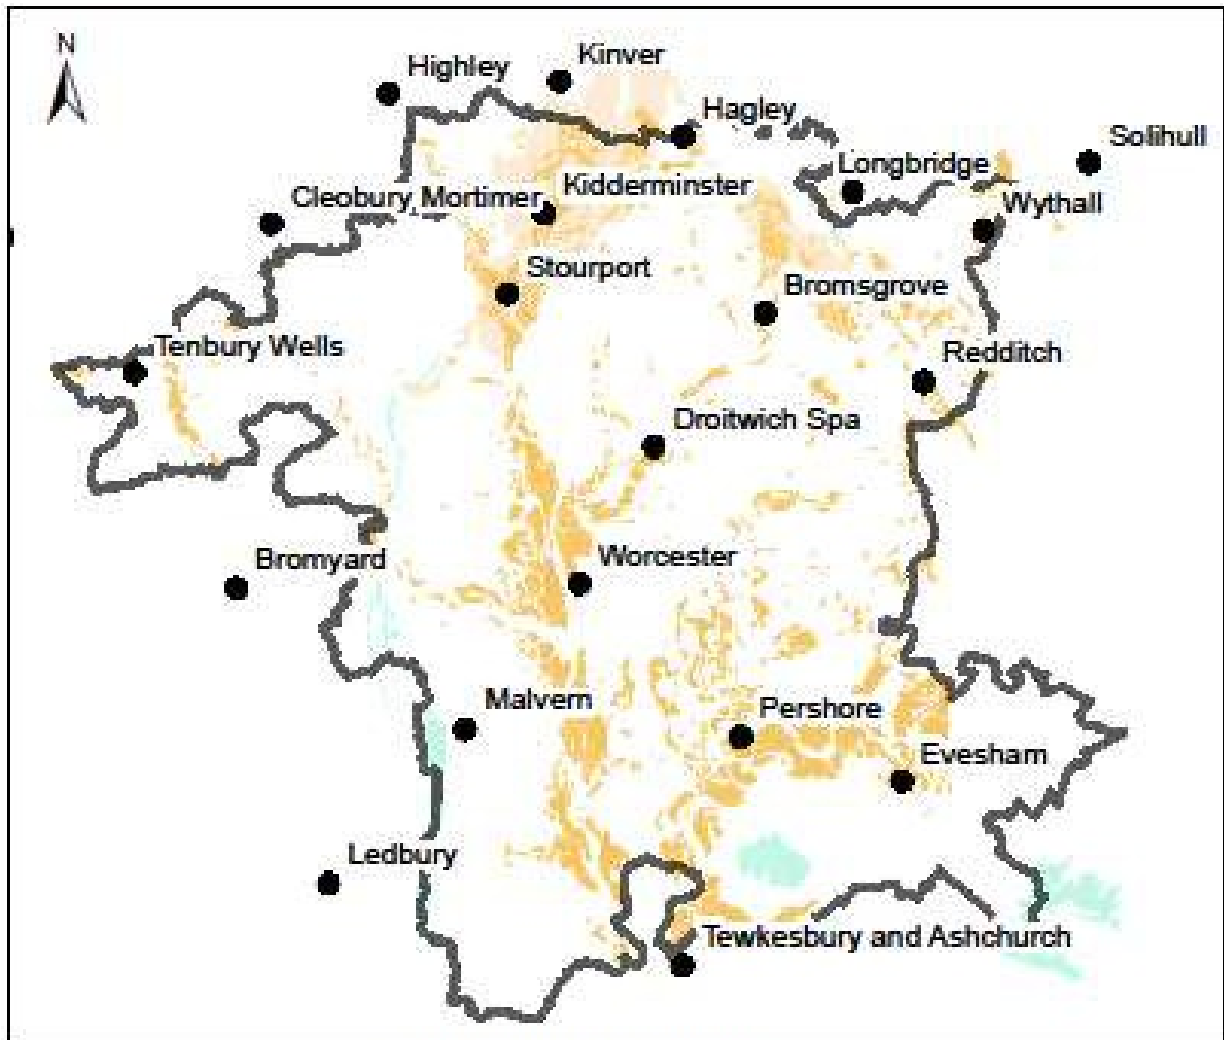 N
Highley
Kinver
Hagley
Solihull
Longbridge
Cleobury Mortimer
Kidderminster
Wythall
Stourport
Bromsgrove
Tenbury Wells
Redditch
Droitwich Spa
Bromyard
Worcester
Malvern
Pershore
Evesham
Ledbury
Tewkesbury and Ashchurch